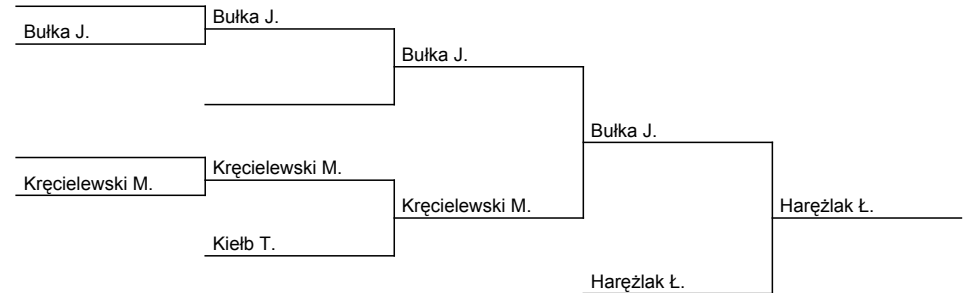 Bułka J.
Bułka J.
Bułka J.
Bułka J.
Kręcielewski M.
Kręcielewski M.
Kręcielewski M.
Harężlak Ł.
Kiełb T.
Harężlak Ł.